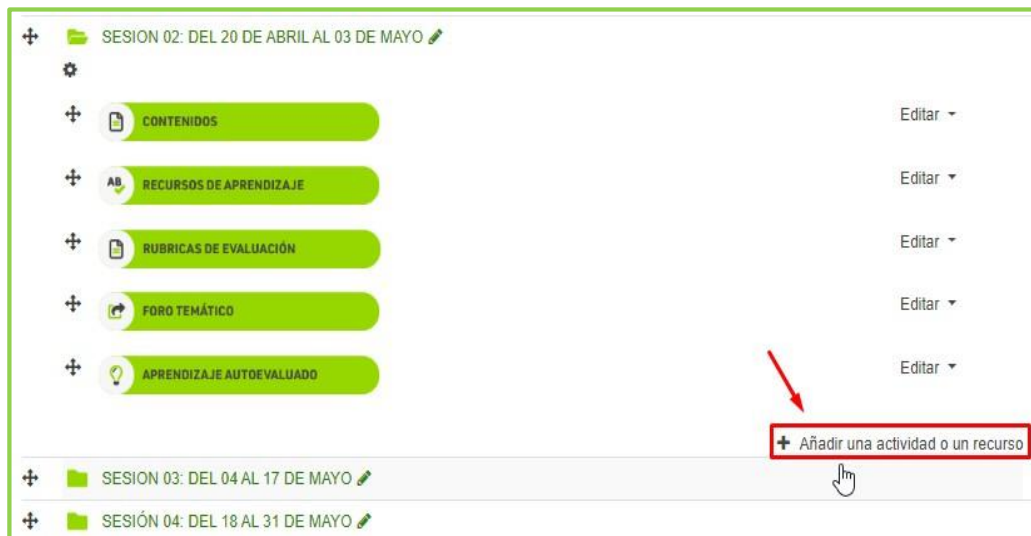 SESION 02: DEL 20 DE ABRIL AL 03 DE MAYO
CONTENIDOS
Editar
AB
RECURSOS DE APRENDIZAJE
Editar
RUBRICAS DE EVALUACIÓN
Editar
FORO TEMÁTICO
Editar
APRENDIZAJE AUTOEVALUADO
Editar
+ Añadir una actividad o un recurso
SESION 03: DEL 04 AL 17 DE MAYO
SESIÓN 04: DEL 18 AL 31 DE MAYO